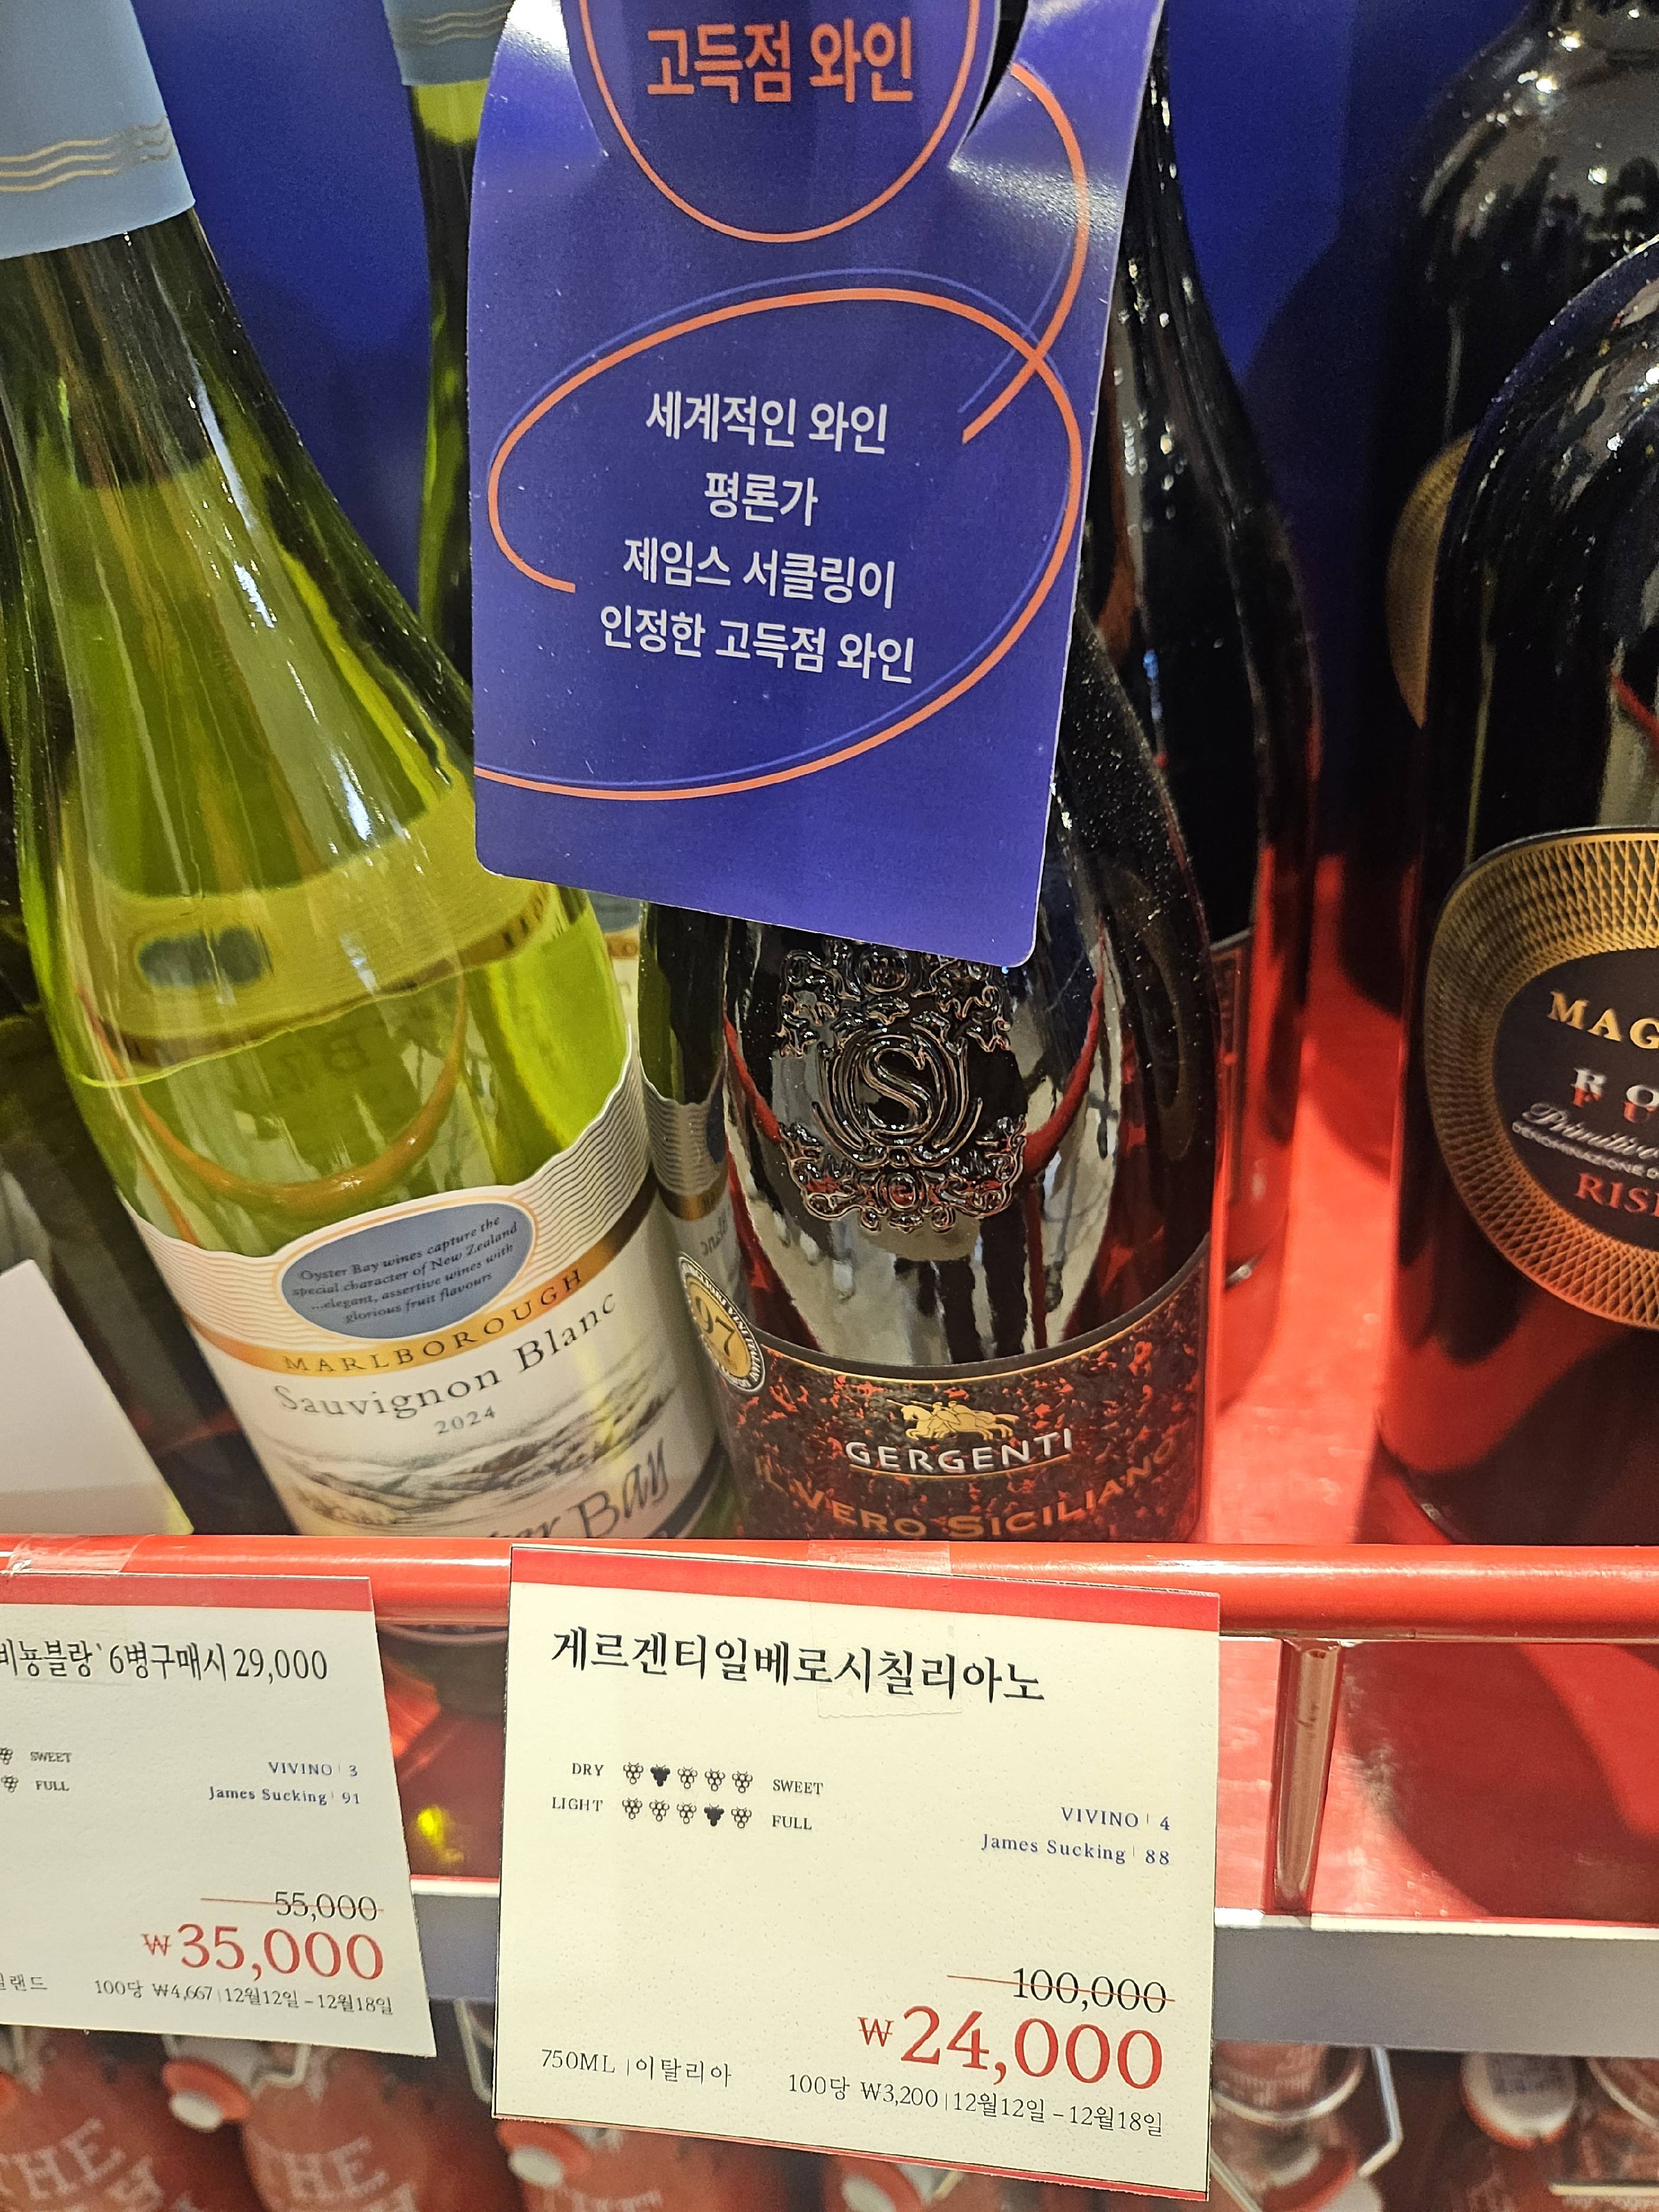 고득점 와인
세계적인 와인
평론가
제임스 서클링이
인정한 고득점 와인
Oyster Bay wines capture the
special character of New Zealand
...elegant, assertive wines with
glorious fruit flavours
MARLBOROUGH
Sauvignon Blanc
2024
Bay
S
97
GERGENTI
IL VERO SICILIANO
MAG
RO
Primitivo
DENOMINAZIONE D
RIS
비뇽블랑` 6병구매시 29,000
SWEET
FULL
VIVINO | 3
James Sucking | 91
55,000
₩35,000
질랜드
100당 ₩4,667 | 12월12일 - 12월18일
게르겐티일베로시칠리아노
DRY SWEET
LIGHT FULL
VIVINO | 4
James Sucking | 88
100,000
₩24,000
750ML | 이탈리아
100당 ₩3,200 | 12월12일 - 12월18일
THE
THE